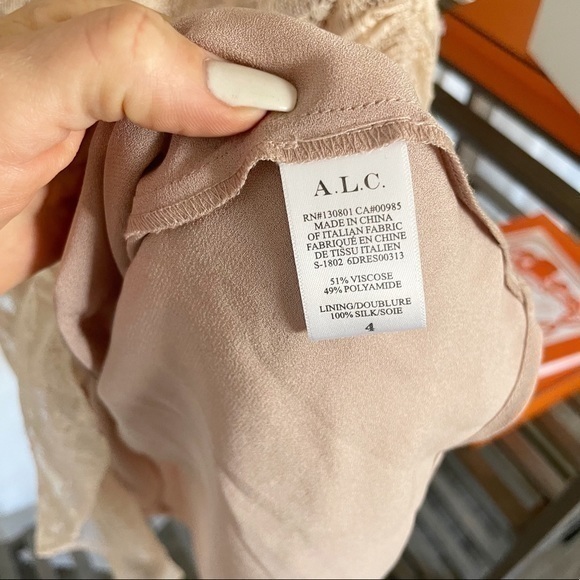 A.L.C.
RN#130801 CA#00985
MADE IN CHINA
OF ITALIAN FABRIC
FABRIQUÉ EN CHINE
DE TISSU ITALIEN
S-1802 6DRES00313
51% VISCOSE
49% POLYAMIDE
LINING/DOUBLURE
100% SILK/SOIE
4